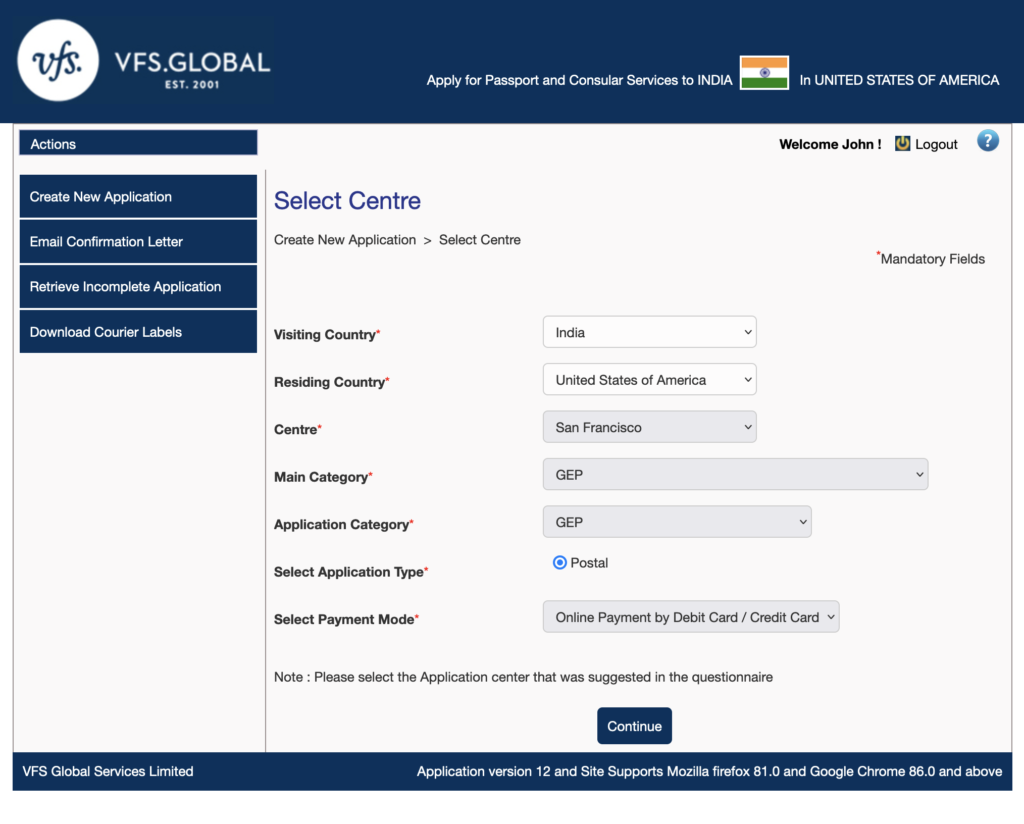 vfs. VFS.GLOBAL
EST. 2001
Apply for Passport and Consular Services to INDIA In UNITED STATES OF AMERICA
Actions
Welcome John ! Logout ?
Create New Application
Email Confirmation Letter
Retrieve Incomplete Application
Download Courier Labels
Select Centre
Create New Application > Select Centre
*Mandatory Fields
Visiting Country* India
Residing Country* United States of America
Centre* San Francisco
Main Category* GEP
Application Category* GEP
Select Application Type* Postal
Select Payment Mode* Online Payment by Debit Card / Credit Card
Note : Please select the Application center that was suggested in the questionnaire
Continue
VFS Global Services Limited Application version 12 and Site Supports Mozilla firefox 81.0 and Google Chrome 86.0 and above